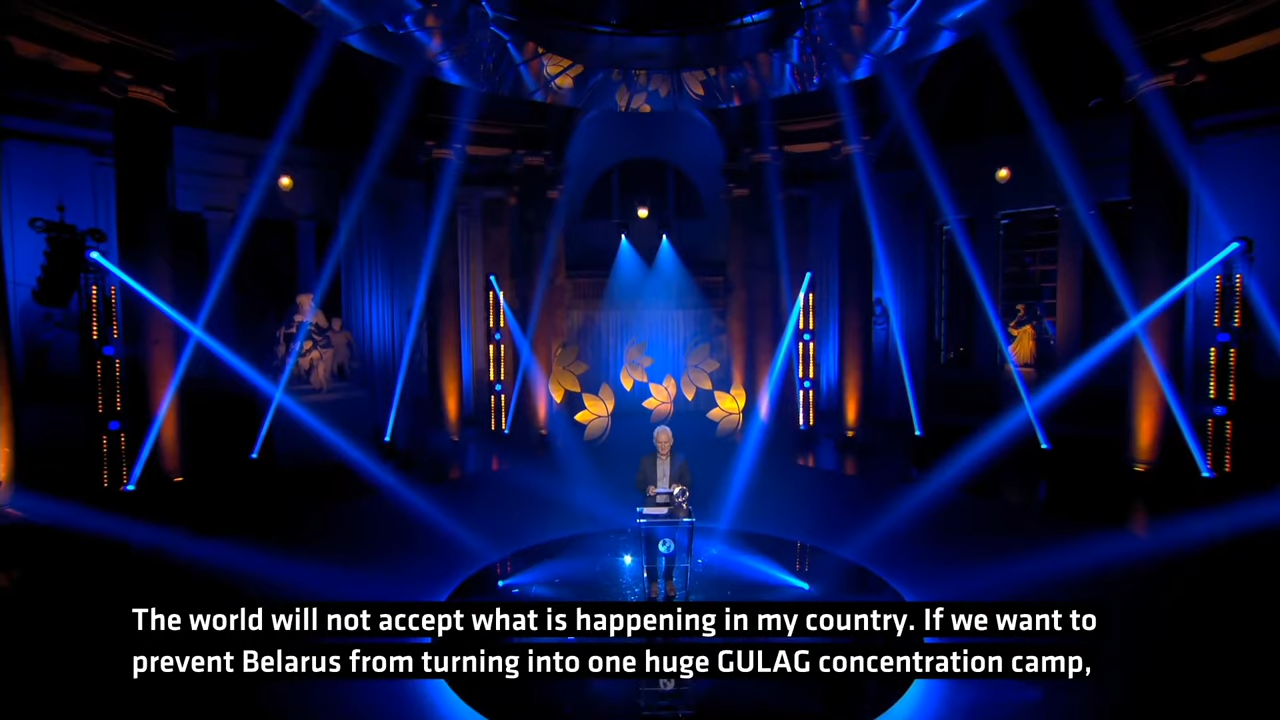 The world will not accept what is happening in my country. If we want to
prevent Belarus from turning into one huge GULAG concentration camp,